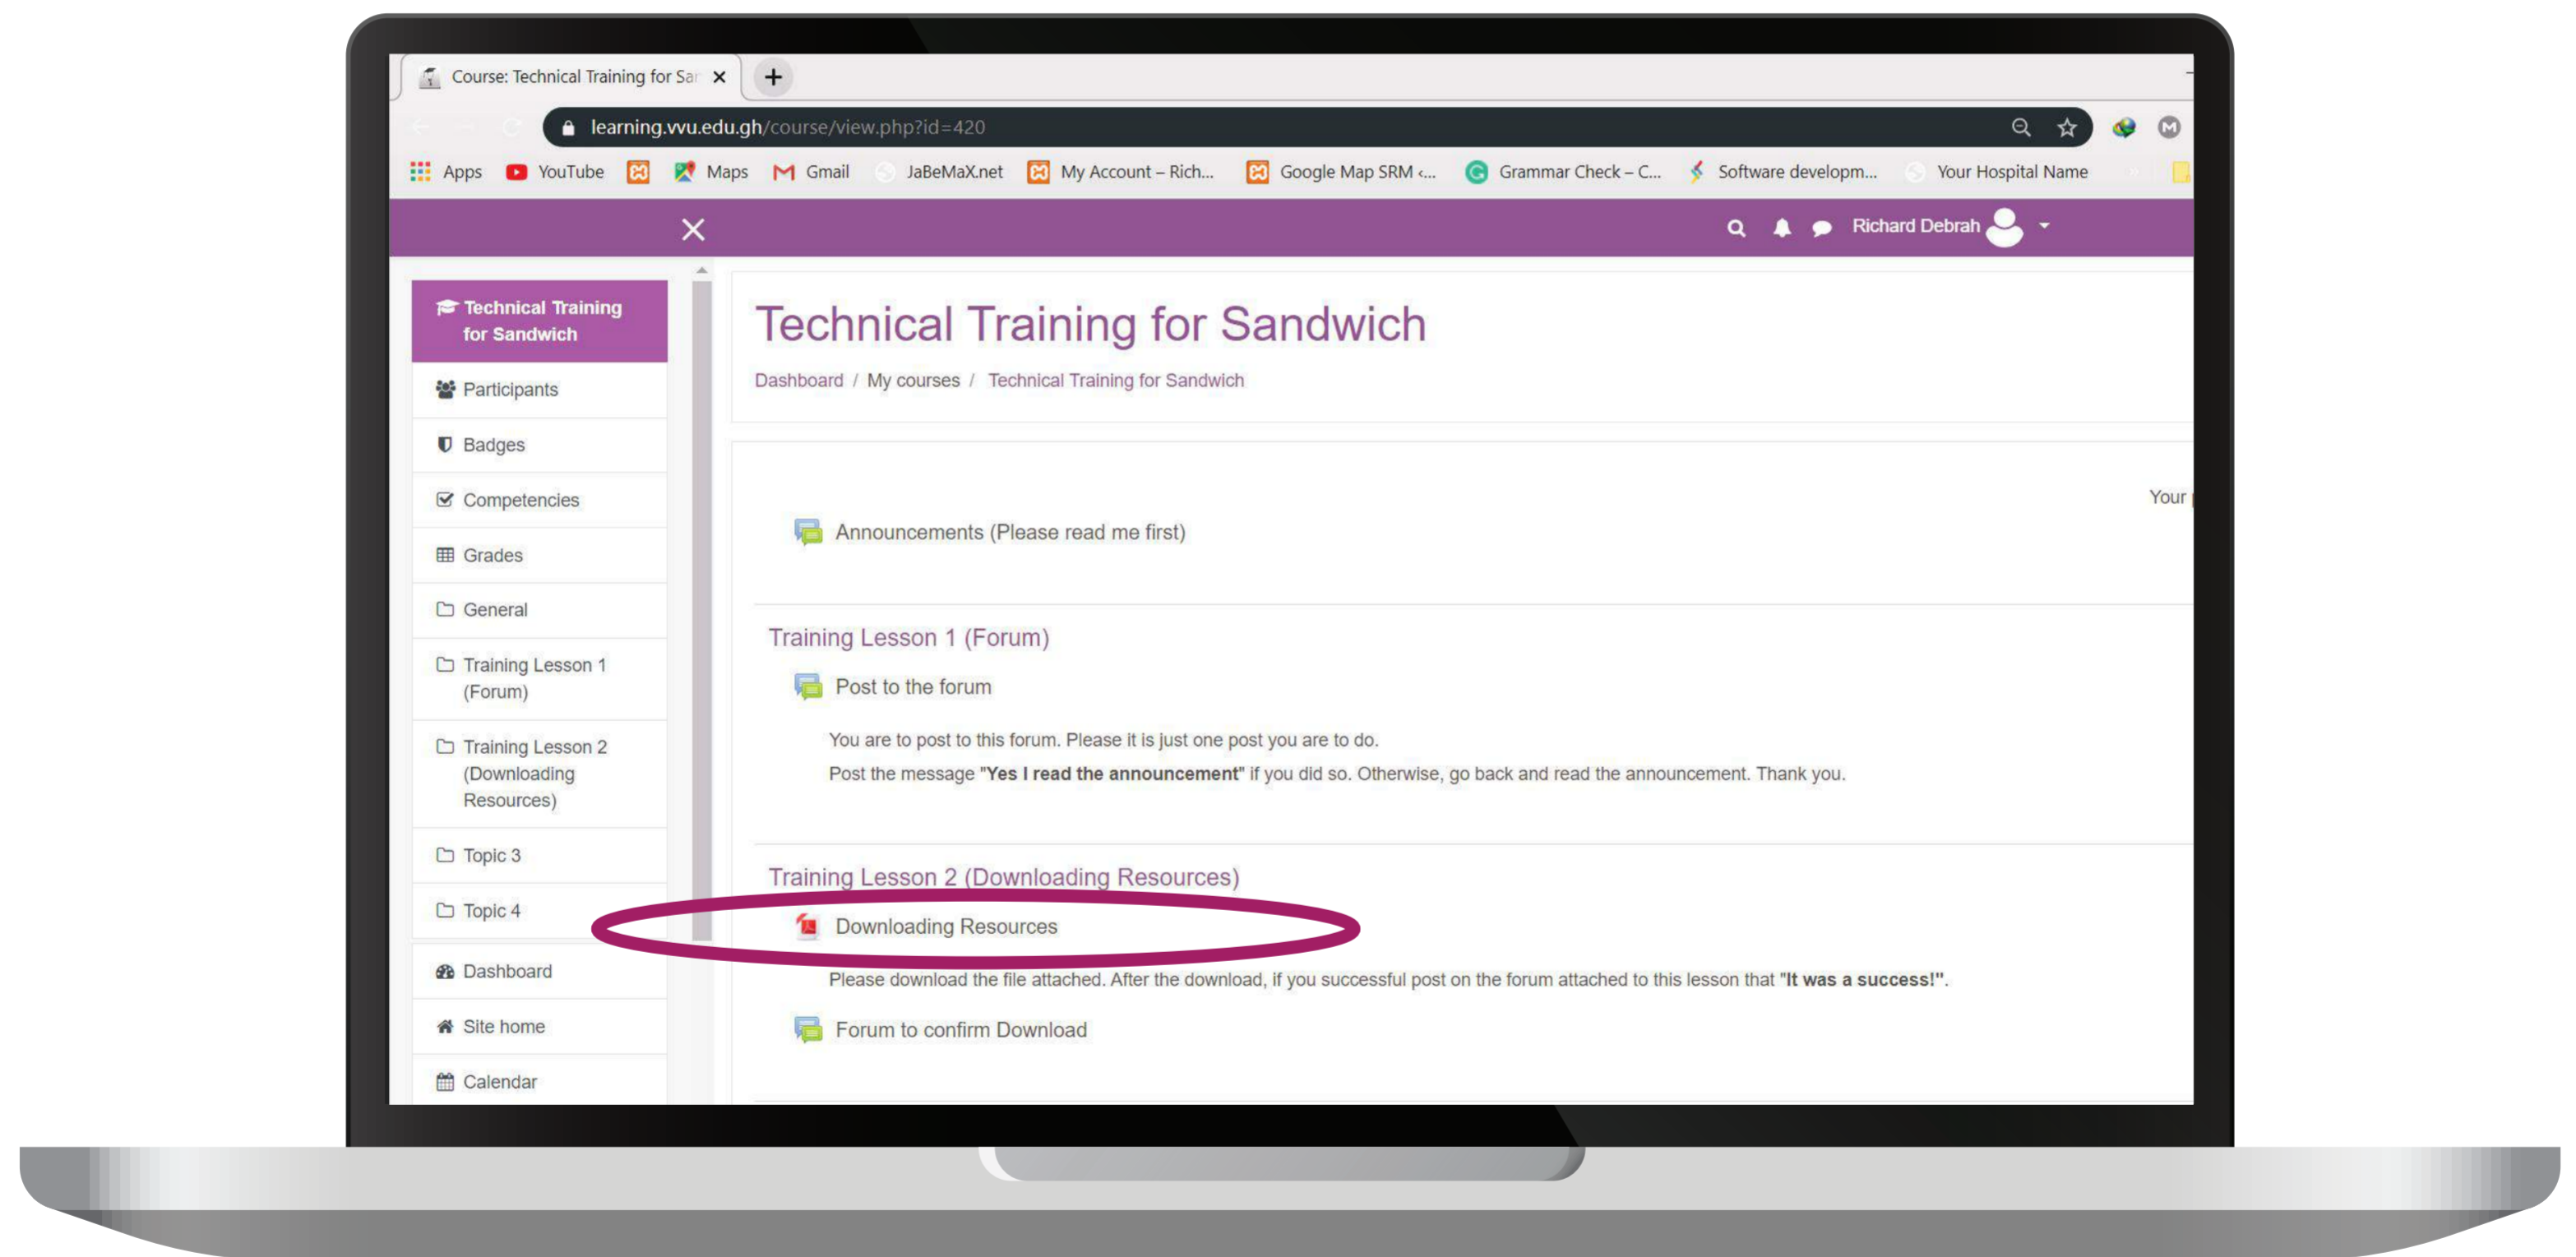 Course: Technical Training for Sar
learning.vvu.edu.gh/course/view.php?id=420
Apps YouTube Maps Gmail JaBeMaX.net My Account – Rich... Google Map SRM ‹... Grammar Check – C... Software developm... Your Hospital Name
Richard Debrah
Technical Training
for Sandwich
Participants
Badges
Competencies
Grades
General
Training Lesson 1
(Forum)
Training Lesson 2
(Downloading
Resources)
Topic 3
Topic 4
Dashboard
Site home
Calendar
Technical Training for Sandwich
Dashboard / My courses / Technical Training for Sandwich
Your
Announcements (Please read me first)
Training Lesson 1 (Forum)
Post to the forum
You are to post to this forum. Please it is just one post you are to do.
Post the message "Yes I read the announcement" if you did so. Otherwise, go back and read the announcement. Thank you.
Training Lesson 2 (Downloading Resources)
Downloading Resources
Please download the file attached. After the download, if you successful post on the forum attached to this lesson that "It was a success!".
Forum to confirm Download